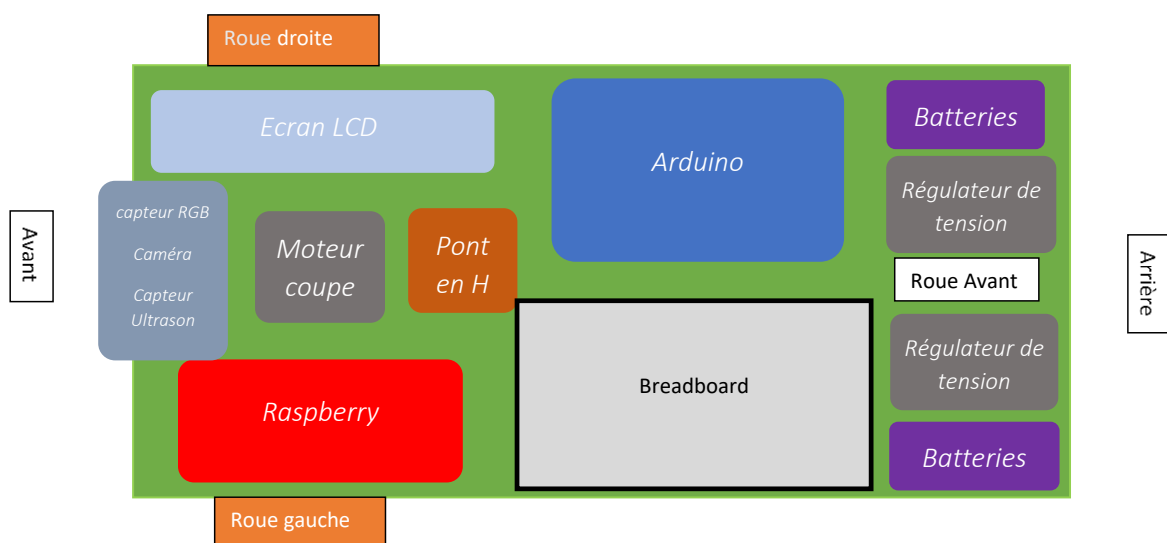 Roue droite
Ecran LCD
Arduino
Batteries
capteur RGB
Caméra
Capteur
Ultrason
Moteur
coupe
Pont
en H
Régulateur de
tension
Avant
Roue Avant
Arrière
Régulateur de
tension
Raspberry
Breadboard
Batteries
Roue gauche